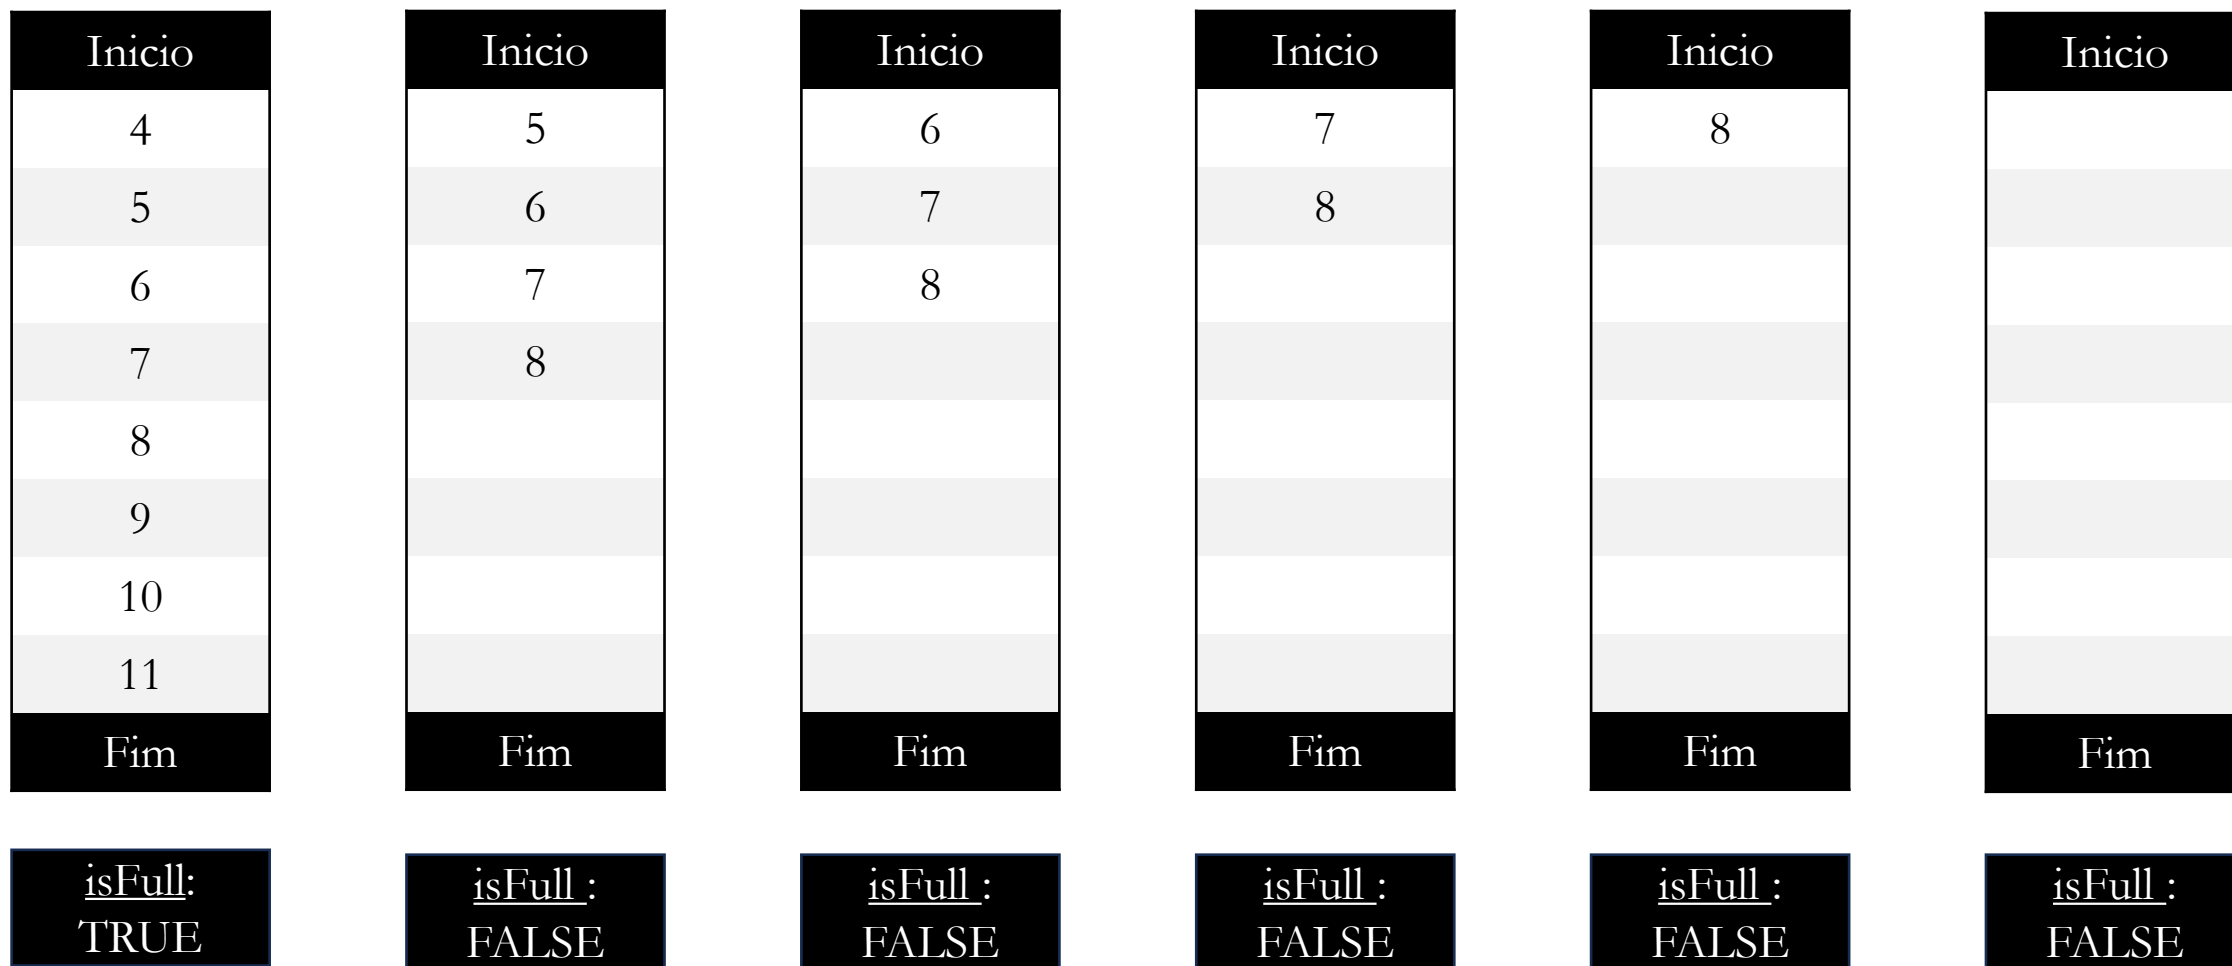 Inicio
4
5
6
7
8
9
10
11
Fim
isFull:
TRUE
Inicio
5
6
7
8
Fim
isFull :
FALSE
Inicio
6
7
8
Fim
isFull :
FALSE
Inicio
7
8
Fim
isFull :
FALSE
Inicio
8
Fim
isFull :
FALSE
Inicio
Fim
isFull :
FALSE